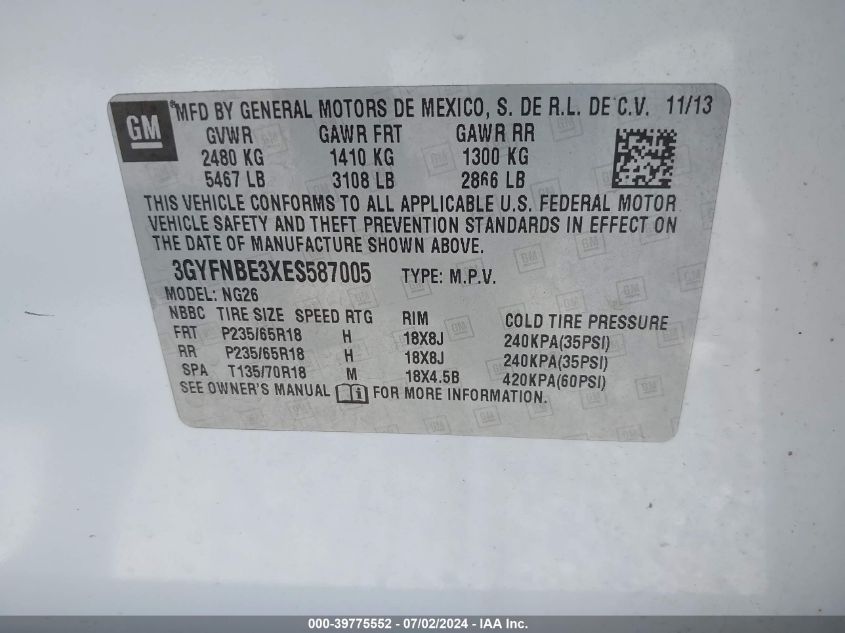 GM
® MFD BY GENERAL MOTORS DE MEXICO, S. DE R.L. DE C.V. 11/13
GVWR GAWR FRT GAWR RR
2480 KG 1410 KG 1300 KG
5467 LB 3108 LB 2866 LB
THIS VEHICLE CONFORMS TO ALL APPLICABLE U.S. FEDERAL MOTOR
VEHICLE SAFETY AND THEFT PREVENTION STANDARDS IN EFFECT ON
THE DATE OF MANUFACTURE SHOWN ABOVE.
3GYFNBE3XES587005 TYPE: M.P.V.
MODEL: NG26
NBBC TIRE SIZE SPEED RTG RIM COLD TIRE PRESSURE
FRT P235/65R18 H 18X8J 240KPA(35PSI)
RR P235/65R18 H 18X8J 240KPA(35PSI)
SPA T135/70R18 M 18X4.5B 420KPA(60PSI)
SEE OWNER'S MANUAL FOR MORE INFORMATION.
000-39775552 - 07/02/2024 - IAA Inc.